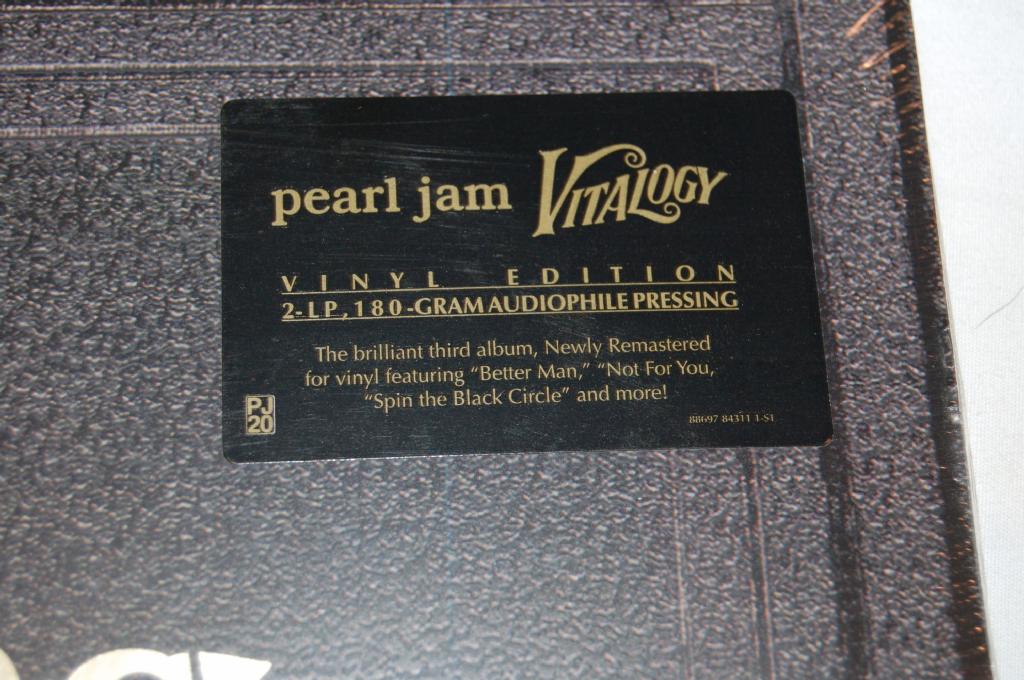 pearl jam VITALOGY
VINYL EDITION
2-LP, 180-GRAM AUDIOPHILE PRESSING
The brilliant third album, Newly Remastered
for vinyl featuring “Better Man,” “Not For You,
“Spin the Black Circle” and more!
PJ
20
88697 84311 1-S1